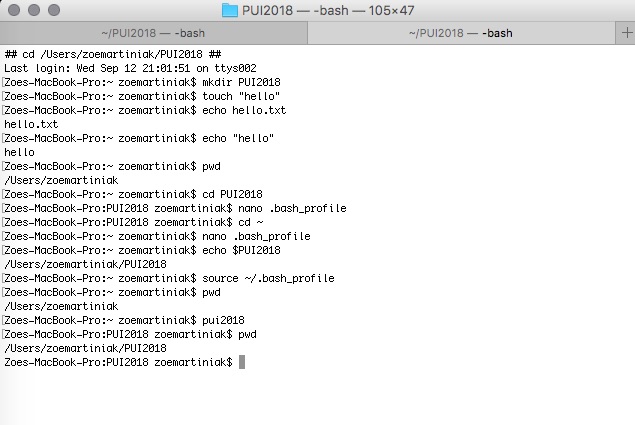 PUI2018 — -bash — 105×47
~/PUI2018 — -bash
~/PUI2018 — -bash
+
## cd /Users/zoemartiniak/PUI2018 ##
Last login: Wed Sep 12 21:01:51 on ttys002
[Zoes-MacBook-Pro:~ zoemartiniak$ mkdir PUI2018
[Zoes-MacBook-Pro:~ zoemartiniak$ touch "hello"
[Zoes-MacBook-Pro:~ zoemartiniak$ echo hello.txt
hello.txt
[Zoes-MacBook-Pro:~ zoemartiniak$ echo "hello"
hello
[Zoes-MacBook-Pro:~ zoemartiniak$ pwd
/Users/zoemartiniak
[Zoes-MacBook-Pro:~ zoemartiniak$ cd PUI2018
[Zoes-MacBook-Pro:PUI2018 zoemartiniak$ nano .bash_profile
[Zoes-MacBook-Pro:PUI2018 zoemartiniak$ cd ~
[Zoes-MacBook-Pro:~ zoemartiniak$ nano .bash_profile
[Zoes-MacBook-Pro:~ zoemartiniak$ echo $PUI2018
/Users/zoemartiniak/PUI2018
[Zoes-MacBook-Pro:~ zoemartiniak$ source ~/.bash_profile
[Zoes-MacBook-Pro:~ zoemartiniak$ pwd
/Users/zoemartiniak
[Zoes-MacBook-Pro:~ zoemartiniak$ pui2018
[Zoes-MacBook-Pro:PUI2018 zoemartiniak$ pwd
/Users/zoemartiniak/PUI2018
Zoes-MacBook-Pro:PUI2018 zoemartiniak$